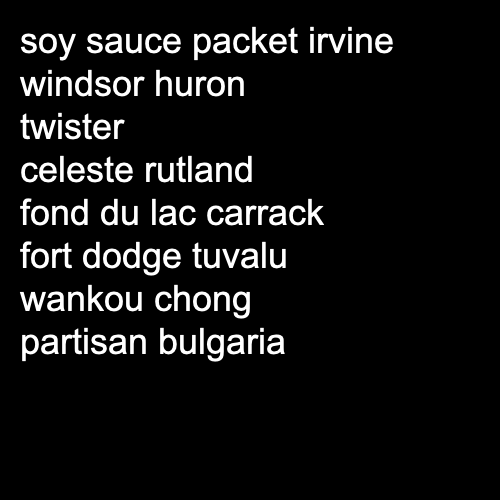 soy sauce packet irvine
windsor huron
twister
celeste rutland
fond du lac carrack
fort dodge tuvalu
wankou chong
partisan bulgaria